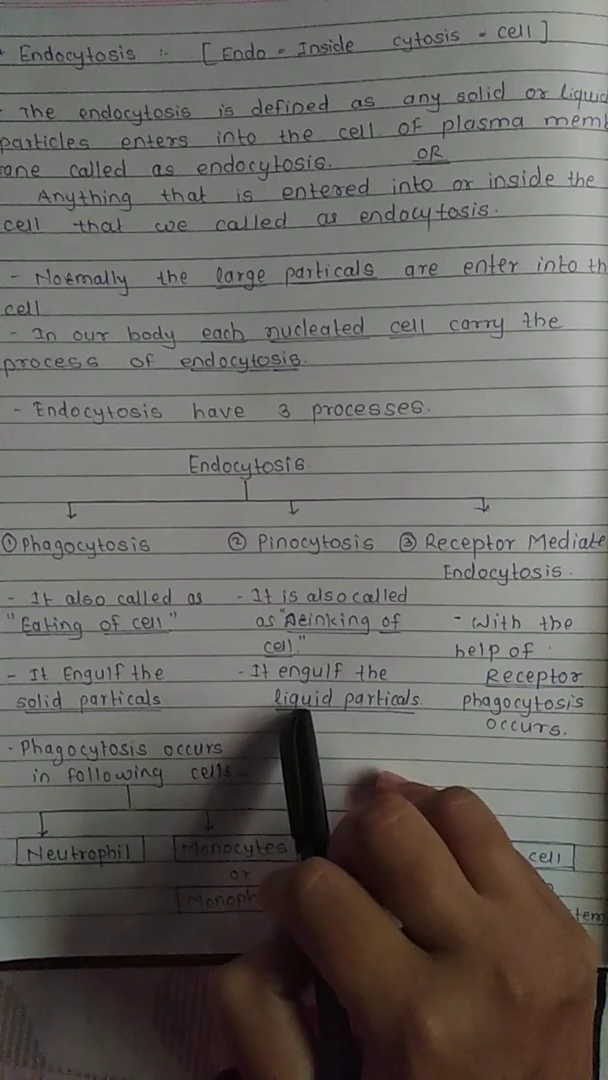 Endocytosis :- [Endo = Inside cytosis = cell]
- The endocytosis is defined as any solid or liquid
particles enters into the cell of plasma memb
rane called as endocytosis. OR
Anything that is entered into or inside the
cell that we called as endocytosis.
- Normally the large particals are enter into th
cell.
- In our body each nucleated cell carry the
process of endocytosis.
- Endocytosis have 3 processes.
Endocytosis
① Phagocytosis ② Pinocytosis ③ Receptor Mediate
Endocytosis.
- It also called as
"Eating of cell"
- It Engulf the
solid particals
- It is also called
as "Drinking of
cell."
- It engulf the
liquid particals.
- With the
help of
Receptor
phagocytosis
occurs.
- Phagocytosis occurs
in following cells
Neutrophil Monocytes cell
or
Monoph
tem